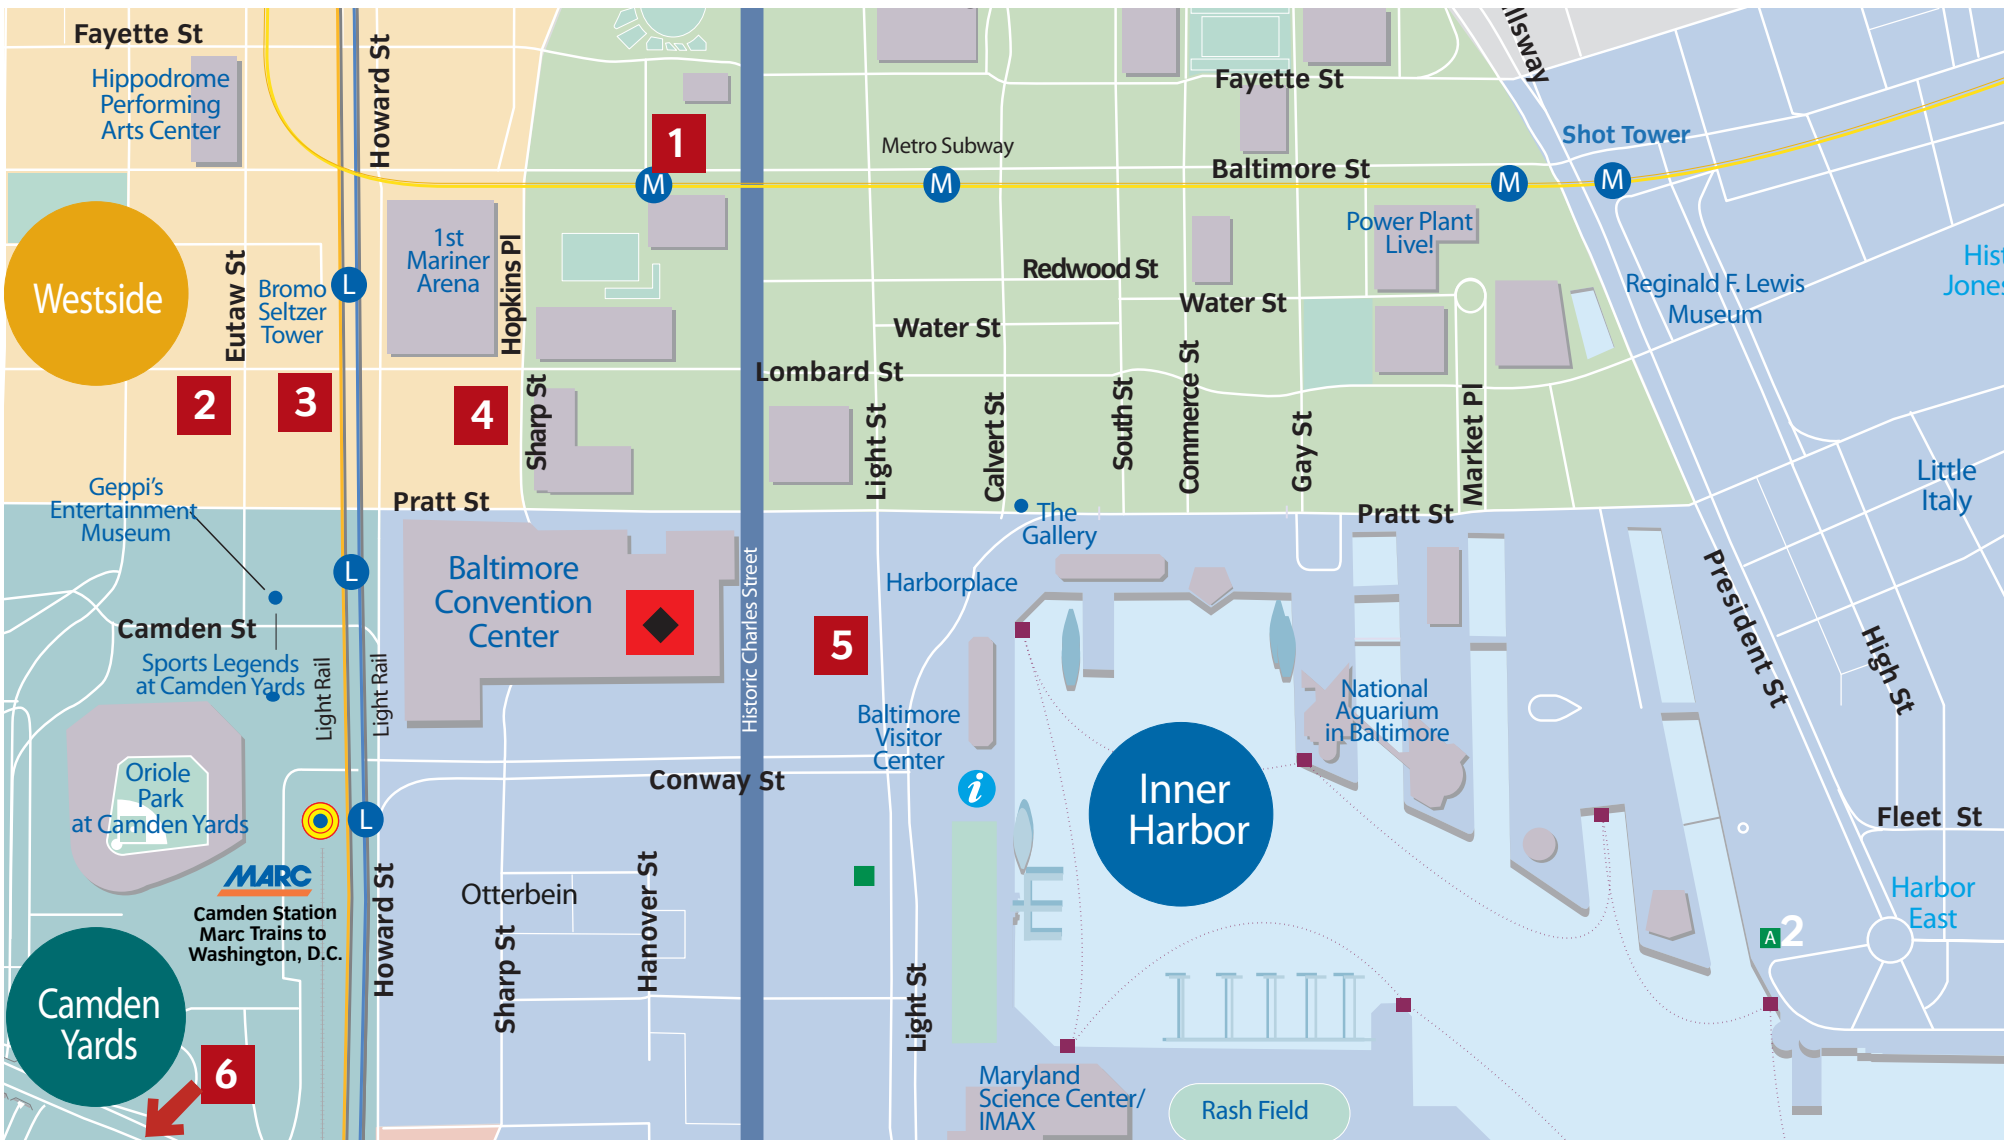 Fayette St
Howard St
llsway
Hippodrome
Performing
Arts Center
Fayette St
1
Metro Subway
Shot Tower
Baltimore St
M
M
M
M
Westside
Eutaw St
Bromo
Seltzer
Tower
L
1st
Mariner
Arena
Hopkins Pl
Power Plant
Live!
Redwood St
Water St
Water St
Reginald F. Lewis
Museum
Hist
Jones
Lombard St
2
3
4
Sharp St
Light St
Calvert St
South St
Commerce St
Gay St
Market Pl
Little
Italy
Geppi's
Entertainment
Museum
Pratt St
The
Gallery
Pratt St
L
Baltimore
Convention
Center
Historic Charles Street
Harborplace
President St
High St
Camden St
Sports Legends
at Camden Yards
Light Rail
Light Rail
5
Baltimore
Visitor
Center
i
National
Aquarium
in Baltimore
Conway St
Oriole
Park
at Camden Yards
L
Inner
Harbor
Fleet St
MARC
Camden Station
Marc Trains to
Washington, D.C.
Howard St
Otterbein
Sharp St
Hanover St
Light St
Harbor
East
A
2
Camden
Yards
6
Maryland
Science Center/
IMAX
Rash Field